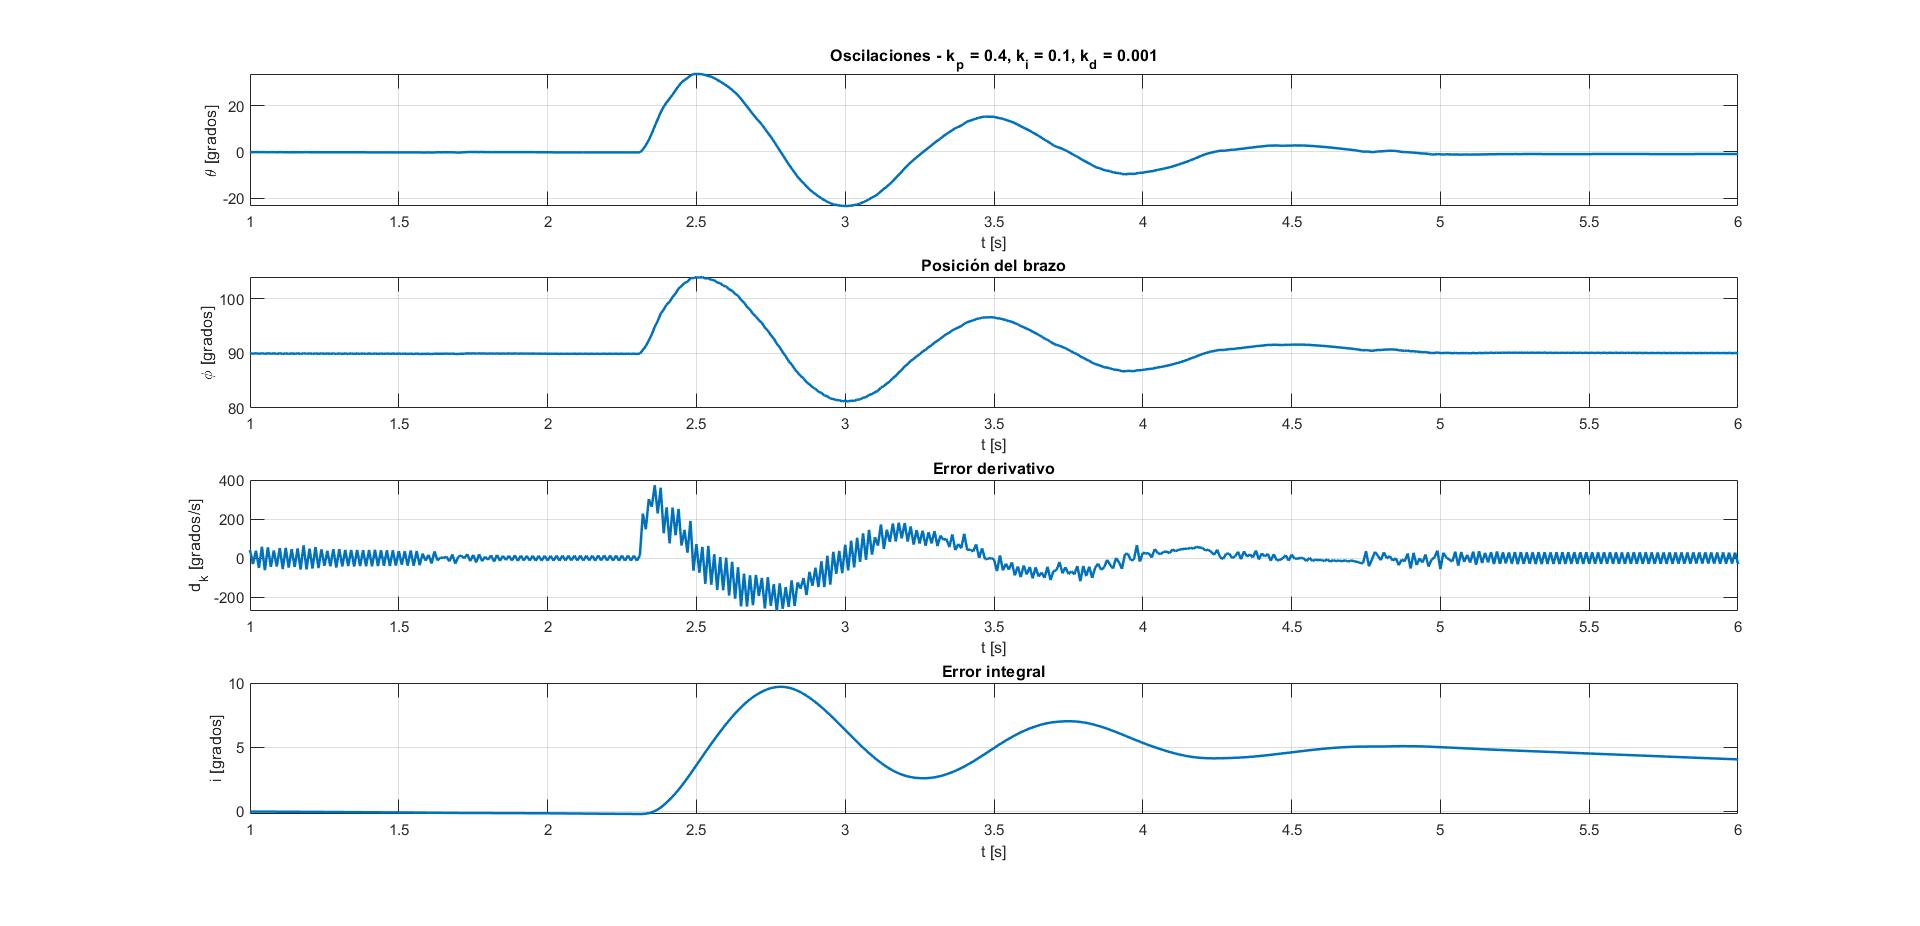 Oscilaciones - kp = 0.4, ki = 0.1, kd = 0.001
θ [grados]
20
0
-20
1 1.5 2 2.5 3 3.5 4 4.5 5 5.5 6
t [s]
Posición del brazo
ϕ [grados]
100
90
80
1 1.5 2 2.5 3 3.5 4 4.5 5 5.5 6
t [s]
Error derivativo
dk [grados/s]
400
200
0
-200
1 1.5 2 2.5 3 3.5 4 4.5 5 5.5 6
t [s]
Error integral
i [grados]
10
5
0
1 1.5 2 2.5 3 3.5 4 4.5 5 5.5 6
t [s]